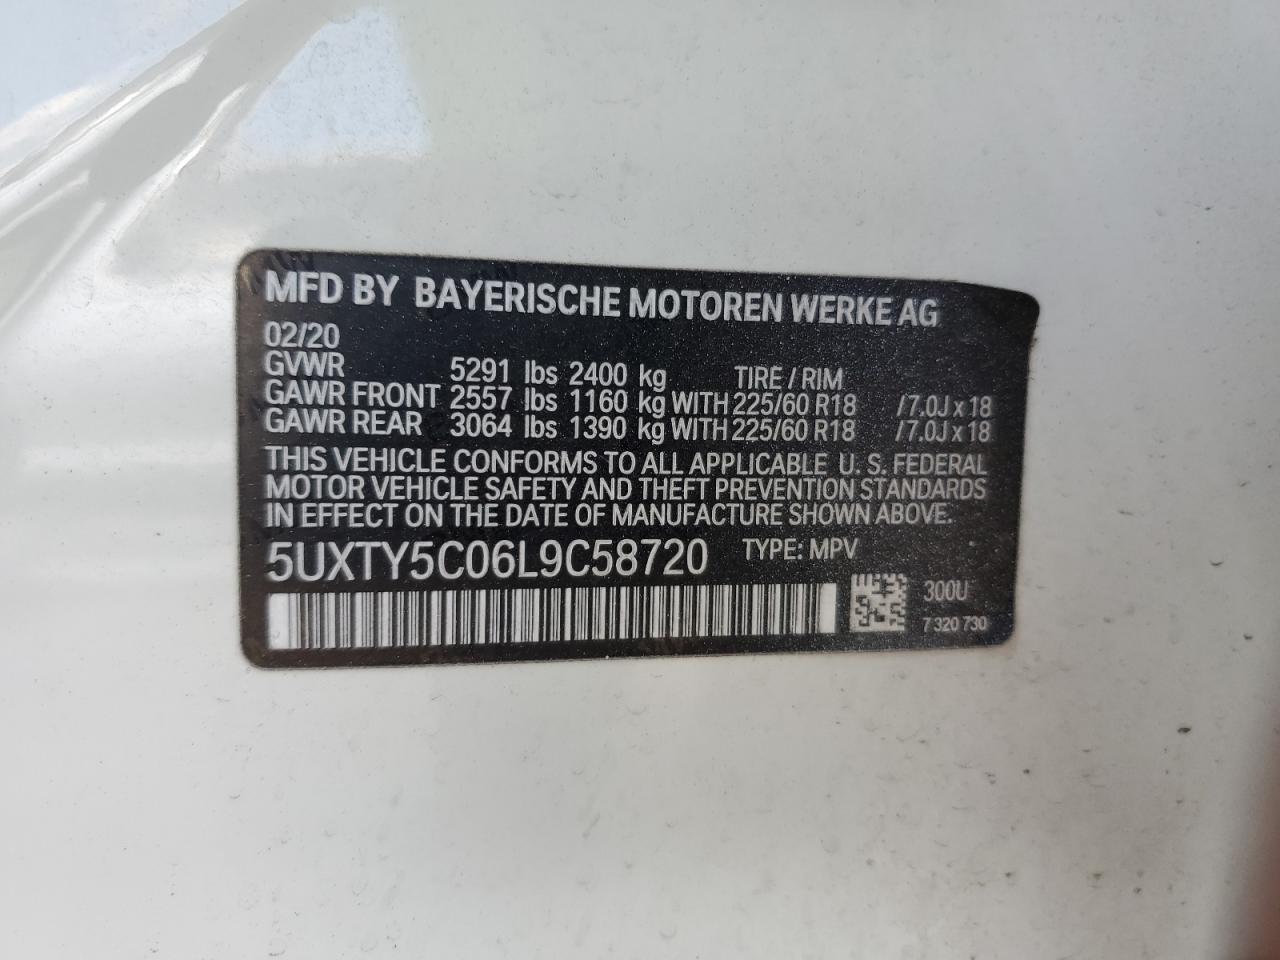 MFD BY BAYERISCHE MOTOREN WERKE AG
02/20
GVWR 5291 lbs 2400 kg TIRE / RIM
GAWR FRONT 2557 lbs 1160 kg WITH 225/60 R18 / 7.0J x 18
GAWR REAR 3064 lbs 1390 kg WITH 225/60 R18 / 7.0J x 18
THIS VEHICLE CONFORMS TO ALL APPLICABLE U. S. FEDERAL
MOTOR VEHICLE SAFETY AND THEFT PREVENTION STANDARDS
IN EFFECT ON THE DATE OF MANUFACTURE SHOWN ABOVE.
5UXTY5C06L9C58720 TYPE: MPV
300U
7 320 730